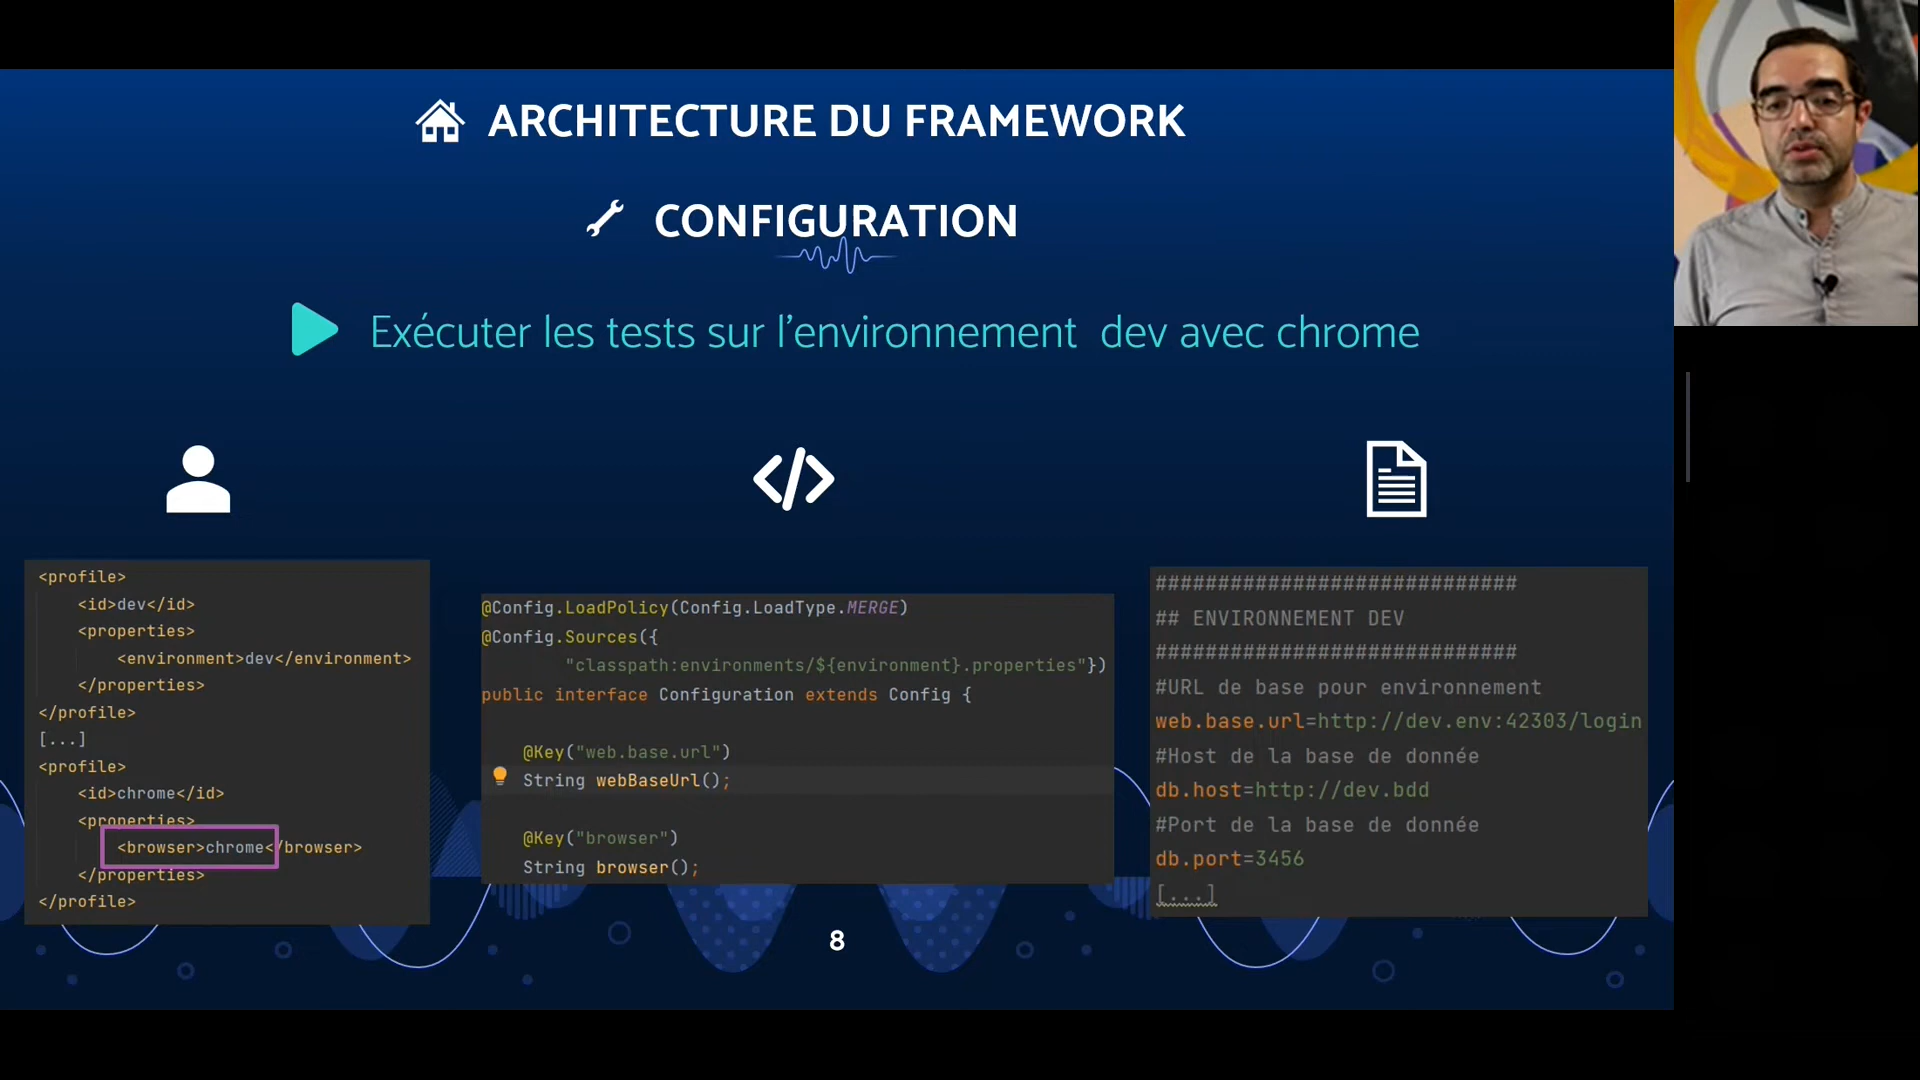 ARCHITECTURE DU FRAMEWORK
CONFIGURATION
Exécuter les tests sur l'environnement  dev avec chrome
<profile>
<id>dev</id>
<properties>
<environment>dev</environment>
</properties>
</profile>
[...]
<profile>
<id>chrome</id>
<properties>
<browser>chrome</browser>
</properties>
</profile>
@Config.LoadPolicy(Config.LoadType.MERGE)
@Config.Sources({
"classpath:environments/${environment}.properties"})
public interface Configuration extends Config {
@Key("web.base.url")
String webBaseUrl();
@Key("browser")
String browser();
#############################
## ENVIRONNEMENT DEV
#############################
#URL de base pour environnement
web.base.url=http://dev.env:42303/login
#Host de la base de donnée
db.host=http://dev.bdd
#Port de la base de donnée
db.port=3456
[...]
8